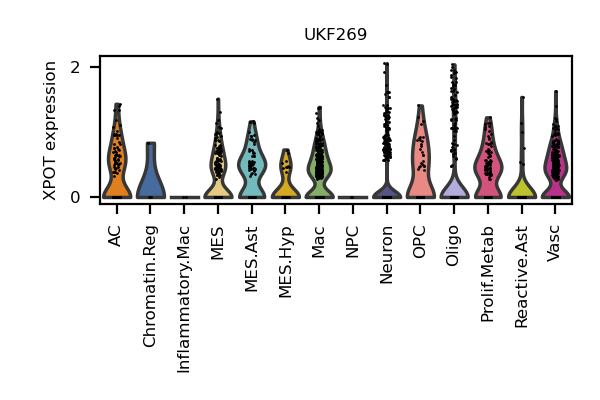 UKF269
XPOT expression
2
0
AC
Chromatin.Reg
Inflammatory.Mac
MES
MES.Ast
MES.Hyp
Mac
NPC
Neuron
OPC
Oligo
Prolif.Metab
Reactive.Ast
Vasc